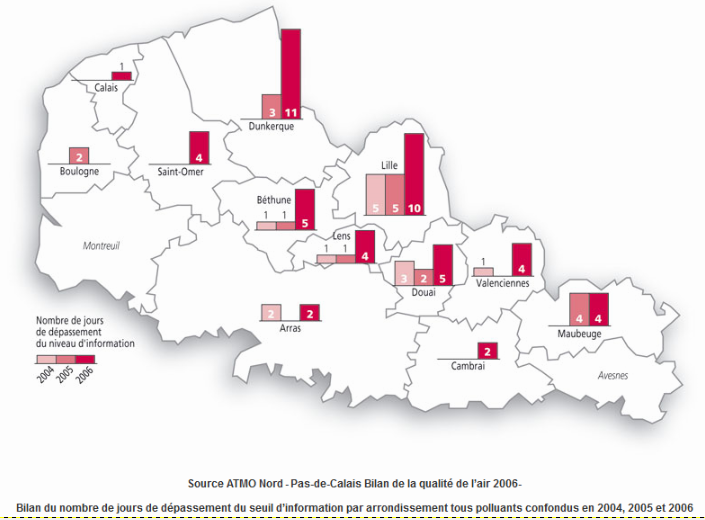 1
Calais
3 11
Dunkerque
2
Boulogne
4
Saint-Omer
Lille
5 5 10
Béthune
1 1 5
Lens
1 1 4
Montreuil
3 2 5
Douai
1 4
Valenciennes
2 2
Arras
4 4
Maubeuge
2
Cambrai
Avesnes
Nombre de jours
de dépassement
du niveau d'information
2004 2005 2006
Source ATMO Nord - Pas-de-Calais Bilan de la qualité de l'air 2006-
Bilan du nombre de jours de dépassement du seuil d'information par arrondissement tous polluants confondus en 2004, 2005 et 2006